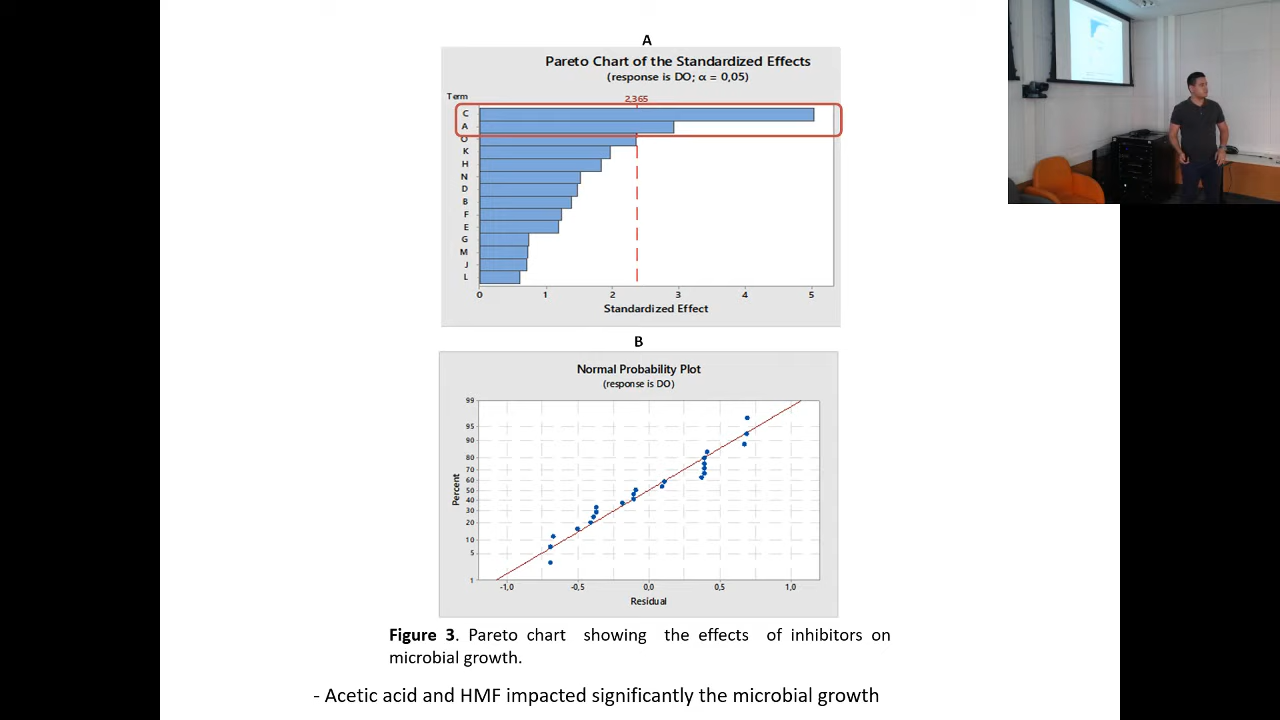 A
Pareto Chart of the Standardized Effects
(response is DO; α = 0,05)
Term
2,365
C
A
O
K
H
N
D
B
F
E
G
M
J
L
0 1 2 3 4 5
Standardized Effect
B
Normal Probability Plot
(response is DO)
99
95
90
80
70
60
50
40
30
20
10
5
1
Percent
-1,0 -0,5 0,0 0,5 1,0
Residual
Figure 3. Pareto chart showing the effects of inhibitors on
microbial growth.
- Acetic acid and HMF impacted significantly the microbial growth